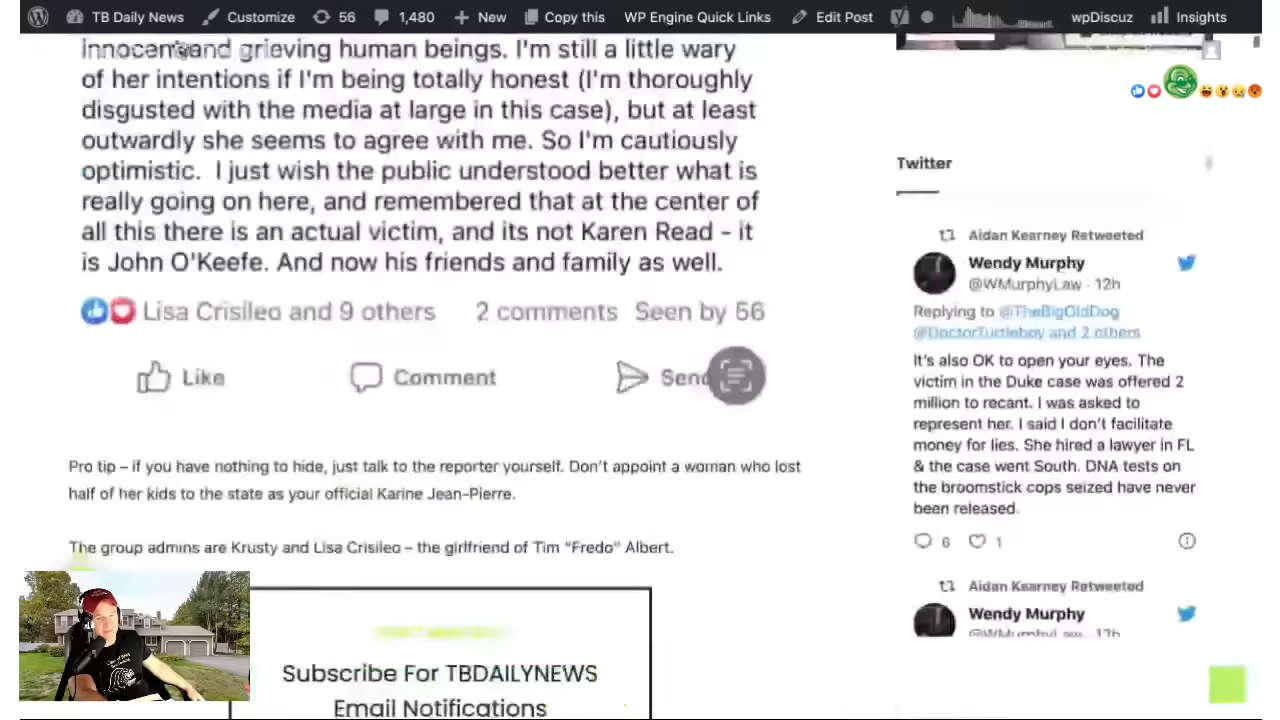 TB Daily News Customize 56 1,480 New Copy this WP Engine Quick Links Edit Post wpDiscuz Insights
innocent and grieving human beings. I'm still a little wary
of her intentions if I'm being totally honest (I'm thoroughly
disgusted with the media at large in this case), but at least
outwardly she seems to agree with me. So I'm cautiously
optimistic. I just wish the public understood better what is
really going on here, and remembered that at the center of
all this there is an actual victim, and its not Karen Read - it
is John O'Keefe. And now his friends and family as well.
Lisa Crisileo and 9 others 2 comments Seen by 56
Like Comment Send
Pro tip – if you have nothing to hide, just talk to the reporter yourself. Don't appoint a woman who lost
half of her kids to the state as your official Karine Jean-Pierre.
The group admins are Krusty and Lisa Crisileo – the girlfriend of Tim "Fredo" Albert.
Subscribe For TBDAILYNEWS
Email Notifications
Twitter
Aidan Kearney Retweeted
Wendy Murphy
@WMurphyLaw · 12h
Replying to @TheBigOldDog
@DoctorTurtleboy and 2 others
It's also OK to open your eyes. The
victim in the Duke case was offered 2
million to recant. I was asked to
represent her. I said I don't facilitate
money for lies. She hired a lawyer in FL
& the case went South. DNA tests on
the broomstick cops seized have never
been released.
6 1
Aidan Kearney Retweeted
Wendy Murphy
@WMurphyLaw · 12h